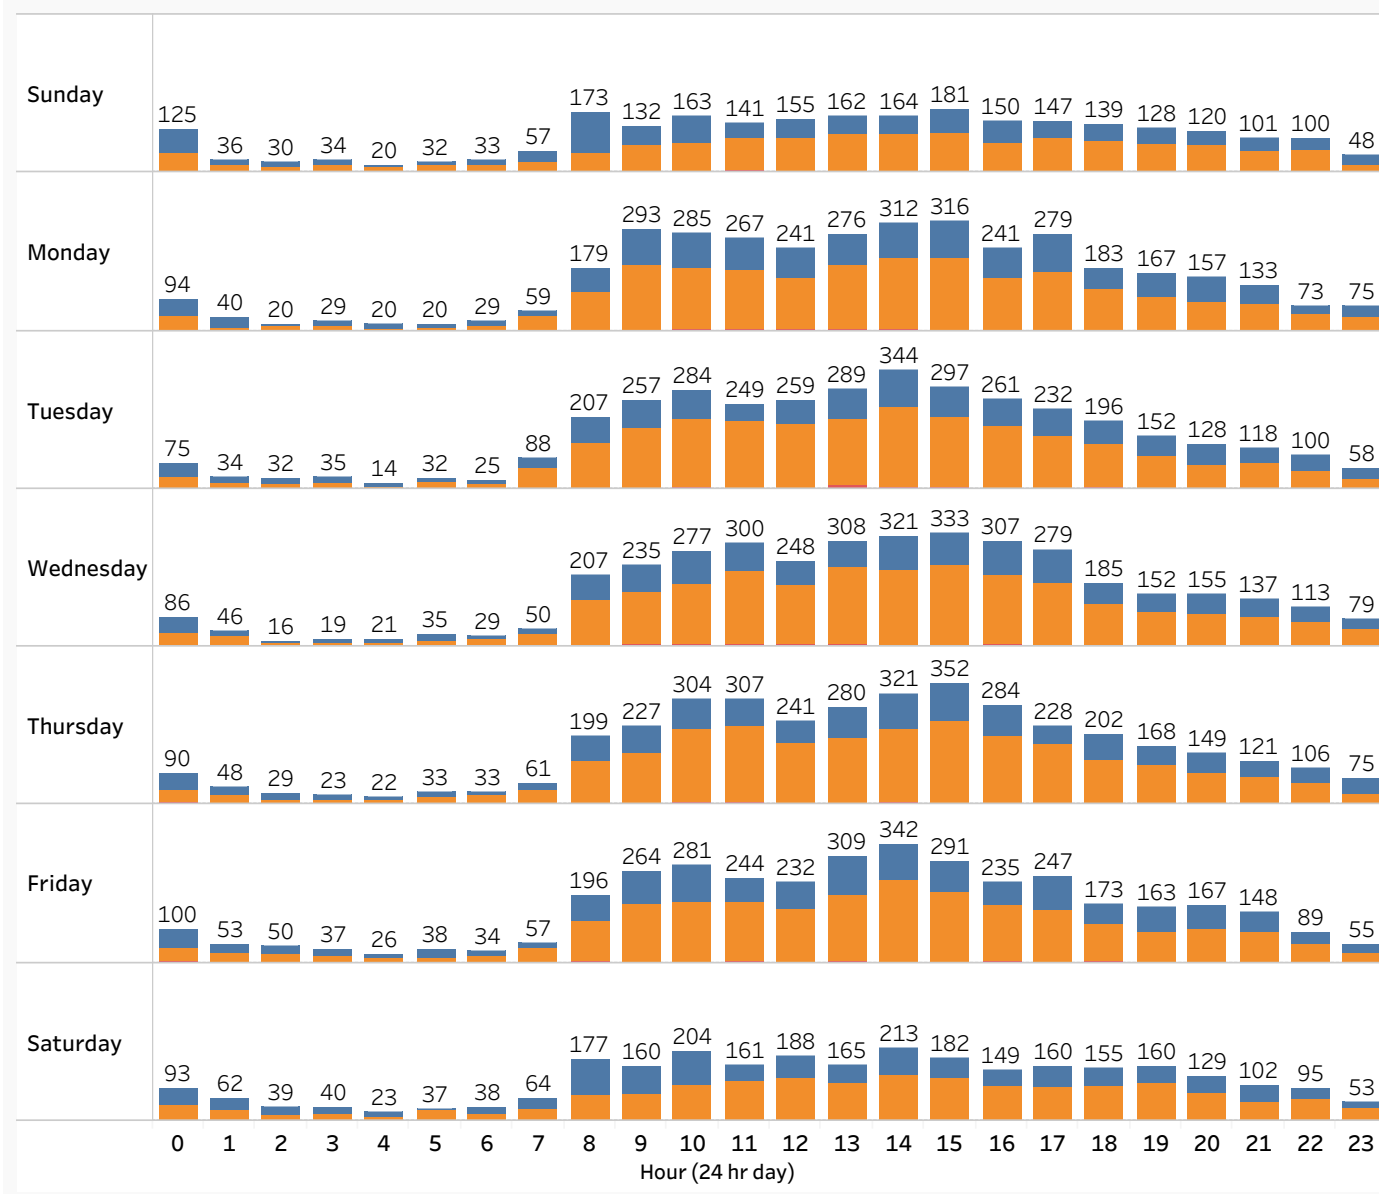 Sunday
125 36 30 34 20 32 33 57 173 132 163 141 155 162 164 181 150 147 139 128 120 101 100 48
Monday
94 40 20 29 20 20 29 59 179 293 285 267 241 276 312 316 241 279 183 167 157 133 73 75
Tuesday
75 34 32 35 14 32 25 88 207 257 284 249 259 289 344 297 261 232 196 152 128 118 100 58
Wednesday
86 46 16 19 21 35 29 50 207 235 277 300 248 308 321 333 307 279 185 152 155 137 113 79
Thursday
90 48 29 23 22 33 33 61 199 227 304 307 241 280 321 352 284 228 202 168 149 121 106 75
Friday
100 53 50 37 26 38 34 57 196 264 281 244 232 309 342 291 235 247 173 163 167 148 89 55
Saturday
93 62 39 40 23 37 38 64 177 160 204 161 188 165 213 182 149 160 155 160 129 102 95 53
0 1 2 3 4 5 6 7 8 9 10 11 12 13 14 15 16 17 18 19 20 21 22 23
Hour (24 hr day)